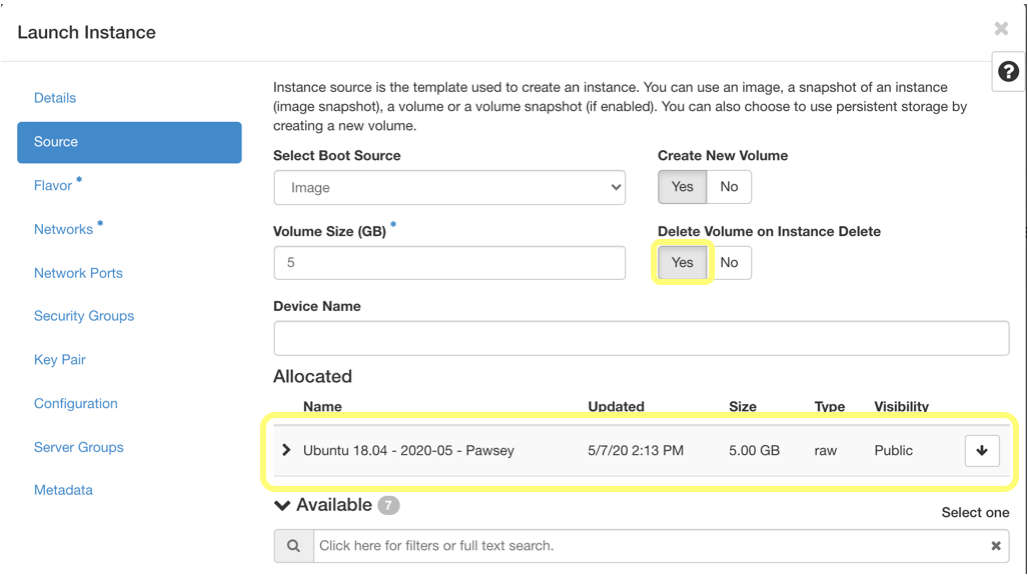 Launch Instance
Details
Source
Flavor *
Networks *
Network Ports
Security Groups
Key Pair
Configuration
Server Groups
Metadata
Instance source is the template used to create an instance. You can use an image, a snapshot of an instance
(image snapshot), a volume or a volume snapshot (if enabled). You can also choose to use persistent storage by
creating a new volume.
Select Boot Source
Image
Create New Volume
Yes No
Volume Size (GB) *
5
Delete Volume on Instance Delete
Yes No
Device Name
Allocated
Name Updated Size Type Visibility
Ubuntu 18.04 - 2020-05 - Pawsey 5/7/20 2:13 PM 5.00 GB raw Public
Available 7
Select one
Click here for filters or full text search.